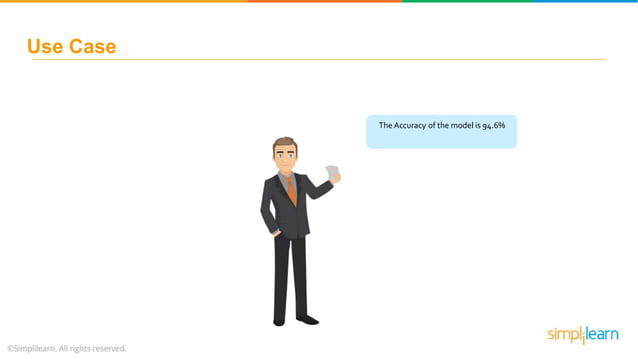 Use Case
The Accuracy of the model is 94.6%
©Simplilearn. All rights reserved.
simplilearn